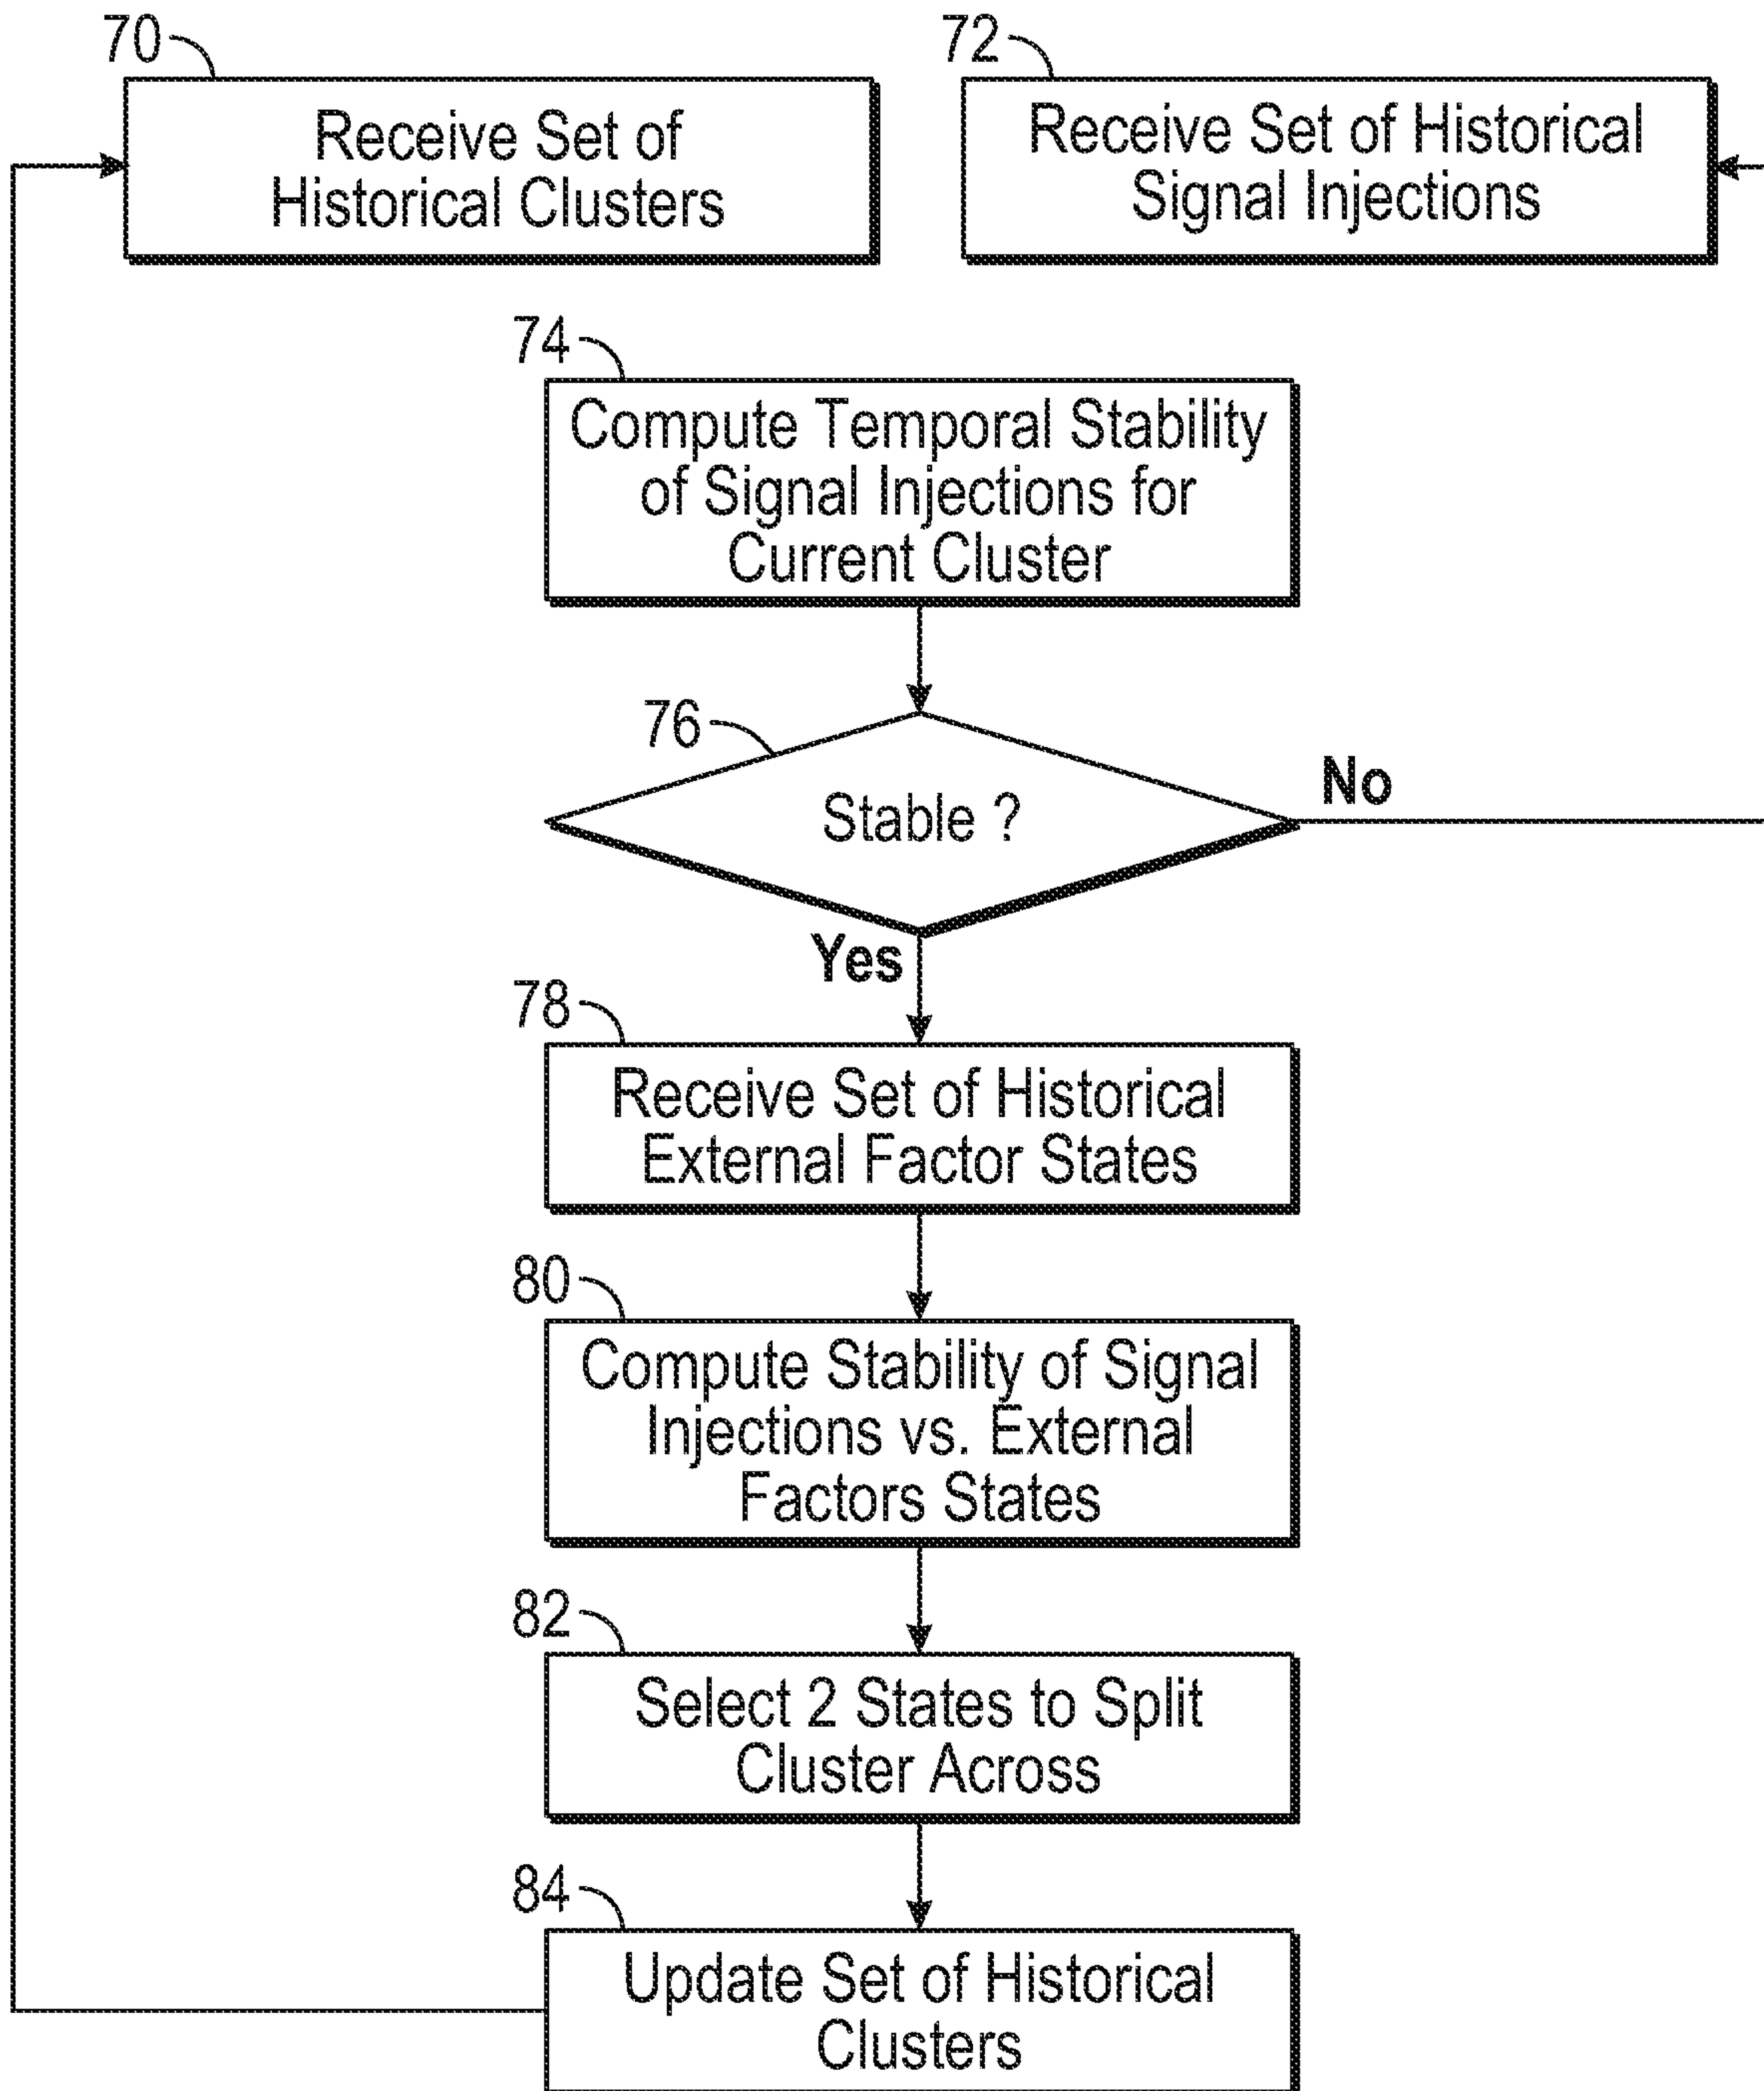 70
Receive Set of
Historical Clusters
72
Receive Set of Historical
Signal Injections
74
Compute Temporal Stability
of Signal Injections for
Current Cluster
76
Stable ?
No
Yes
78
Receive Set of Historical
External Factor States
80
Compute Stability of Signal
Injections vs. External
Factors States
82
Select 2 States to Split
Cluster Across
84
Update Set of Historical
Clusters